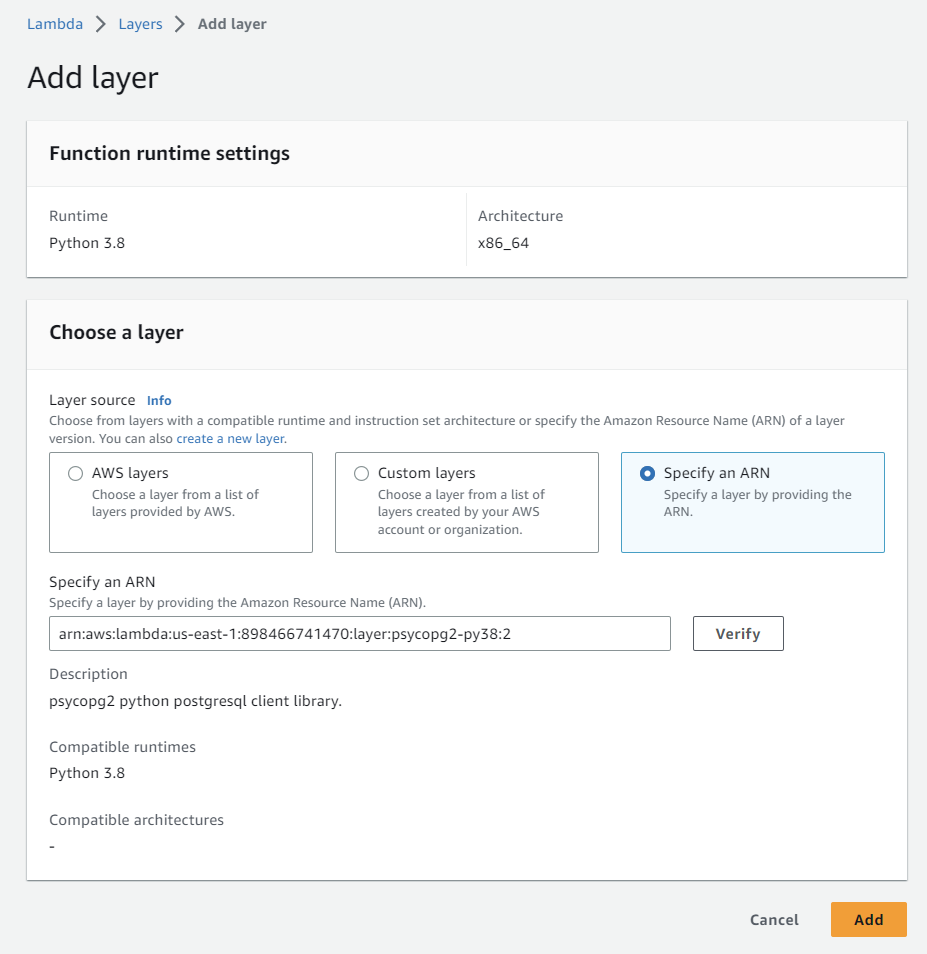 Lambda > Layers > Add layer
Add layer
Function runtime settings
Runtime
Python 3.8
Architecture
x86_64
Choose a layer
Layer source Info
Choose from layers with a compatible runtime and instruction set architecture or specify the Amazon Resource Name (ARN) of a layer
version. You can also create a new layer.
AWS layers
Choose a layer from a list of
layers provided by AWS.
Custom layers
Choose a layer from a list of
layers created by your AWS
account or organization.
Specify an ARN
Specify a layer by providing the
ARN.
Specify an ARN
Specify a layer by providing the Amazon Resource Name (ARN).
arn:aws:lambda:us-east-1:898466741470:layer:psycopg2-py38:2
Verify
Description
psycopg2 python postgresql client library.
Compatible runtimes
Python 3.8
Compatible architectures
-
Cancel
Add